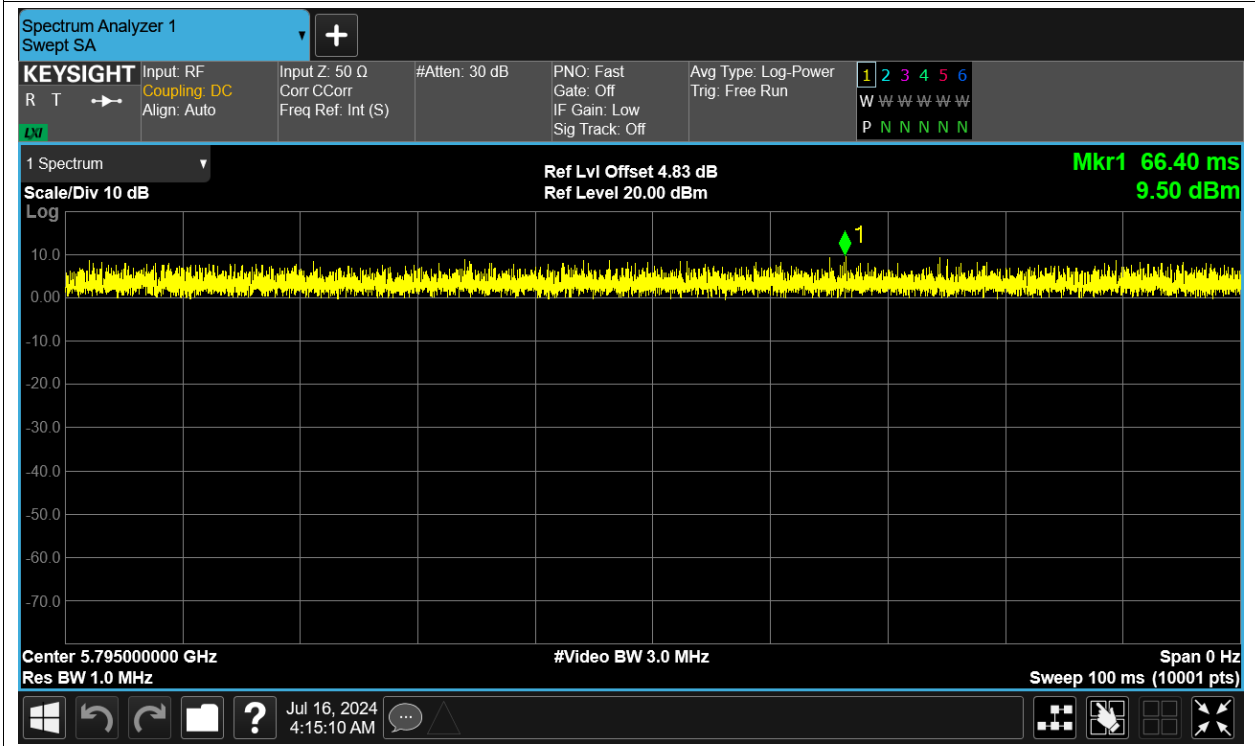 Spectrum Analyzer 1
Swept SA
+
KEYSIGHT
R T
LXI
Input: RF
Coupling: DC
Align: Auto
Input Z: 50 Ω
Corr CCorr
Freq Ref: Int (S)
#Atten: 30 dB
PNO: Fast
Gate: Off
IF Gain: Low
Sig Track: Off
Avg Type: Log-Power
Trig: Free Run
1 2 3 4 5 6
W W W W W W
P N N N N N
1 Spectrum
Scale/Div 10 dB
Ref Lvl Offset 4.83 dB
Ref Level 20.00 dBm
Mkr1 66.40 ms
9.50 dBm
Log
1
10.0
0.00
-10.0
-20.0
-30.0
-40.0
-50.0
-60.0
-70.0
Center 5.795000000 GHz
Res BW 1.0 MHz
#Video BW 3.0 MHz
Span 0 Hz
Sweep 100 ms (10001 pts)
?
Jul 16, 2024
4:15:10 AM